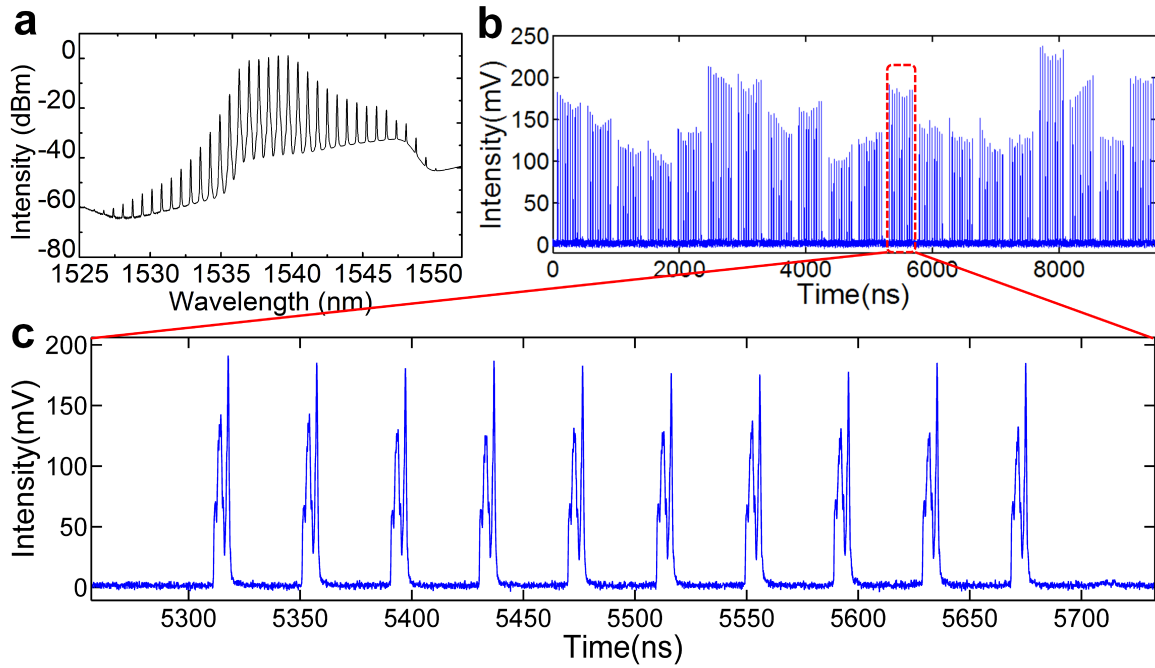 a
Intensity (dBm)
0
-20
-40
-60
-80
1525 1530 1535 1540 1545 1550
Wavelength (nm)
b
Intensity(mV)
250
200
150
100
50
0
0 2000 4000 6000 8000
Time(ns)
c
Intensity(mV)
200
150
100
50
0
5300 5350 5400 5450 5500 5550 5600 5650 5700
Time(ns)